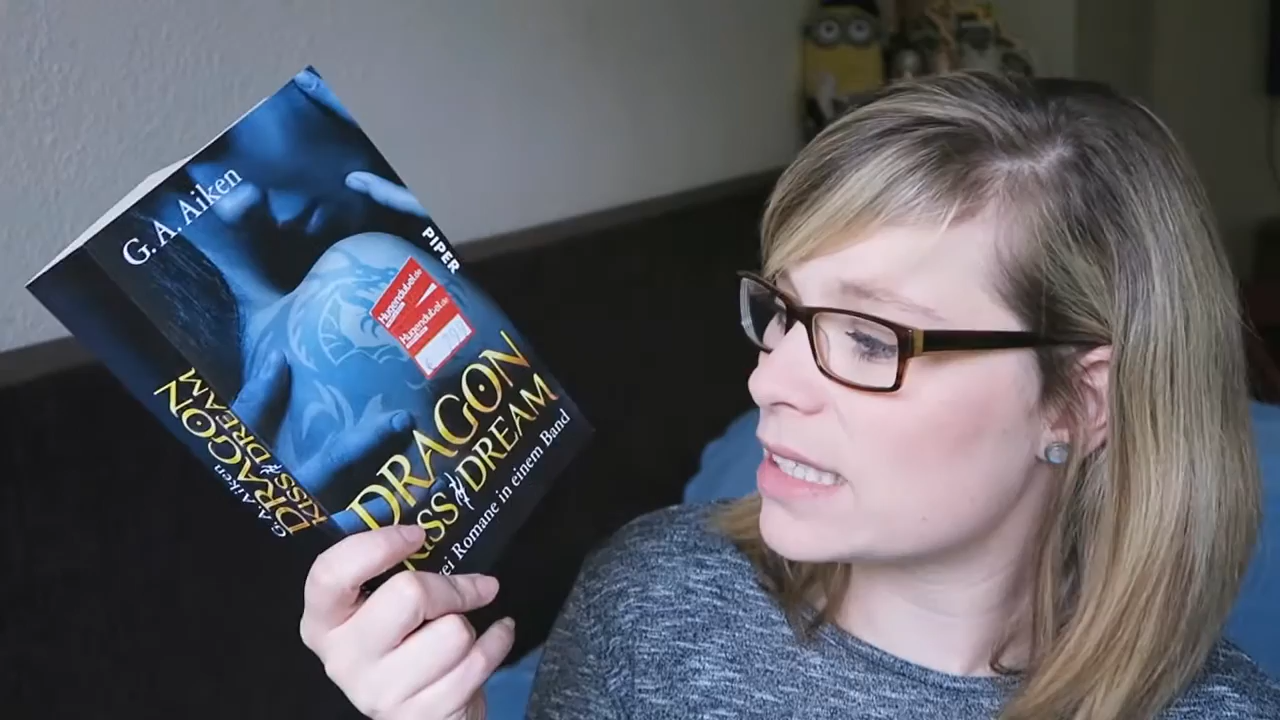 G. A. Aiken
PIPER
Hugendubel.de
Hugendubel.de
DRAGON
KISS & DREAM
Zwei Romane in einem Band
G.A. Aiken
DRAGON
KISS & DREAM